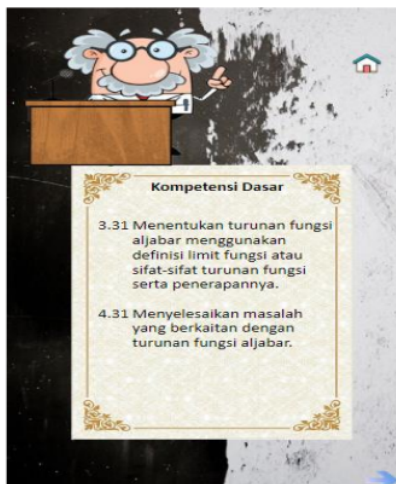 Kompetensi Dasar
3.31 Menentukan turunan fungsi
aljabar menggunakan
definisi limit fungsi atau
sifat-sifat turunan fungsi
serta penerapannya.
4.31 Menyelesaikan masalah
yang berkaitan dengan
turunan fungsi aljabar.